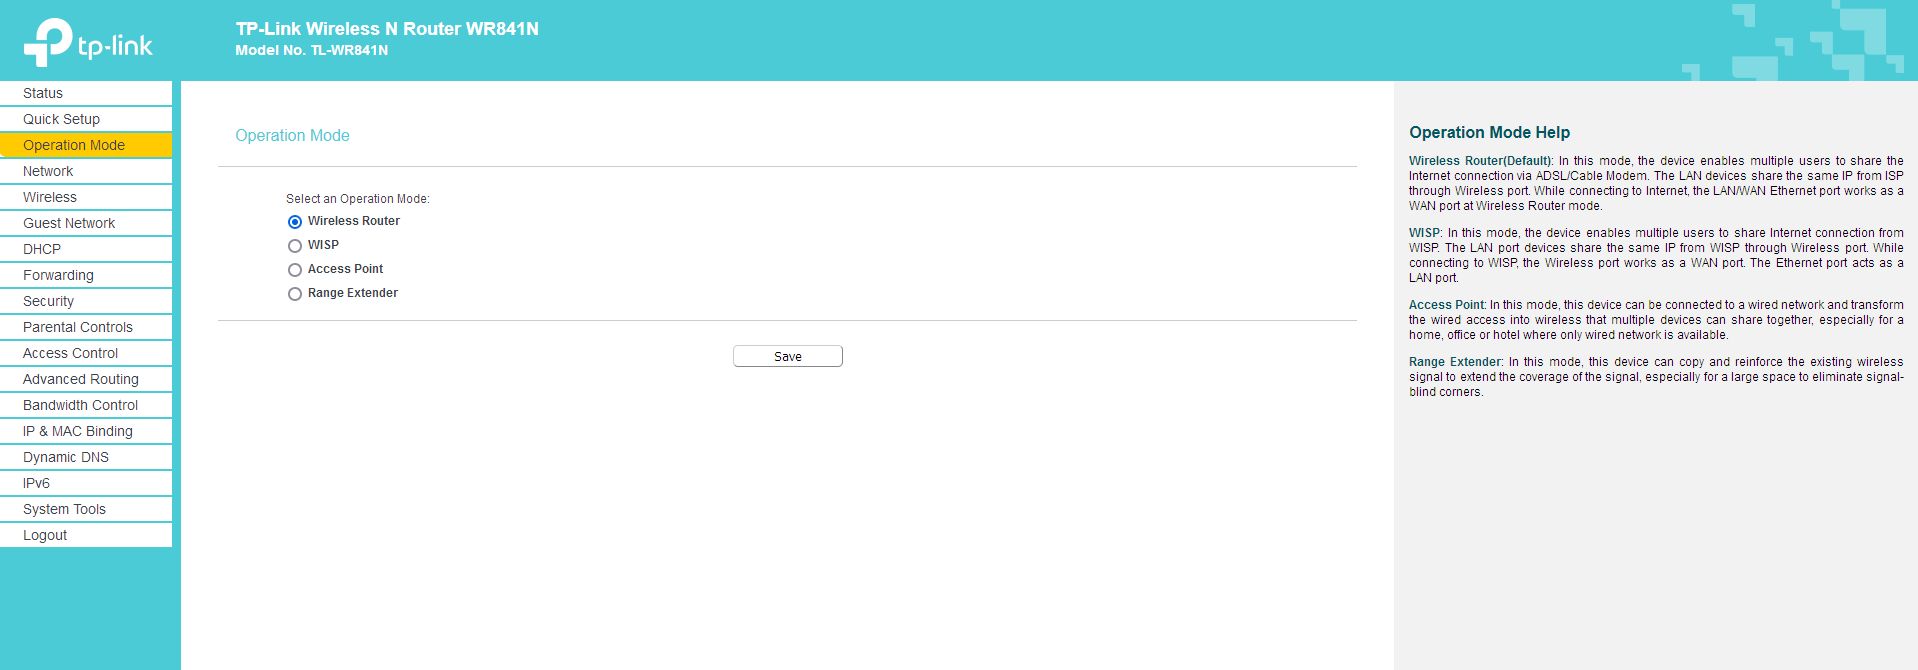 tp-link
TP-Link Wireless N Router WR841N
Model No. TL-WR841N
Status
Quick Setup
Operation Mode
Network
Wireless
Guest Network
DHCP
Forwarding
Security
Parental Controls
Access Control
Advanced Routing
Bandwidth Control
IP & MAC Binding
Dynamic DNS
IPv6
System Tools
Logout
Operation Mode
Select an Operation Mode:
Wireless Router
WISP
Access Point
Range Extender
Save
Operation Mode Help
Wireless Router(Default): In this mode, the device enables multiple users to share the
Internet connection via ADSL/Cable Modem. The LAN devices share the same IP from ISP
through Wireless port. While connecting to Internet, the LAN/WAN Ethernet port works as a
WAN port at Wireless Router mode.
WISP: In this mode, the device enables multiple users to share Internet connection from
WISP. The LAN port devices share the same IP from WISP through Wireless port. While
connecting to WISP, the Wireless port works as a WAN port. The Ethernet port acts as a
LAN port.
Access Point: In this mode, this device can be connected to a wired network and transform
the wired access into wireless that multiple devices can share together, especially for a
home, office or hotel where only wired network is available.
Range Extender: In this mode, this device can copy and reinforce the existing wireless
signal to extend the coverage of the signal, especially for a large space to eliminate signal-
blind corners.